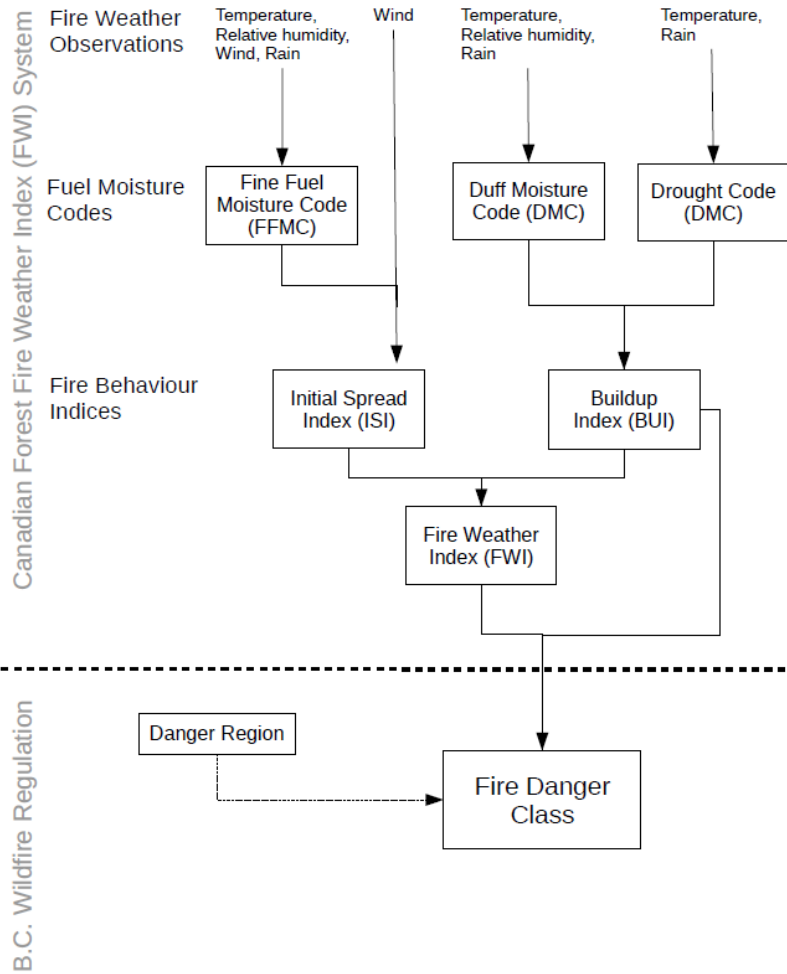 Canadian Forest Fire Weather Index (FWI) System
Fire Weather
Observations
Temperature,
Relative humidity,
Wind, Rain
Wind
Temperature,
Relative humidity,
Rain
Temperature,
Rain
Fuel Moisture
Codes
Fine Fuel
Moisture Code
(FFMC)
Duff Moisture
Code (DMC)
Drought Code
(DMC)
Fire Behaviour
Indices
Initial Spread
Index (ISI)
Buildup
Index (BUI)
Fire Weather
Index (FWI)
B.C. Wildfire Regulation
Danger Region
Fire Danger
Class